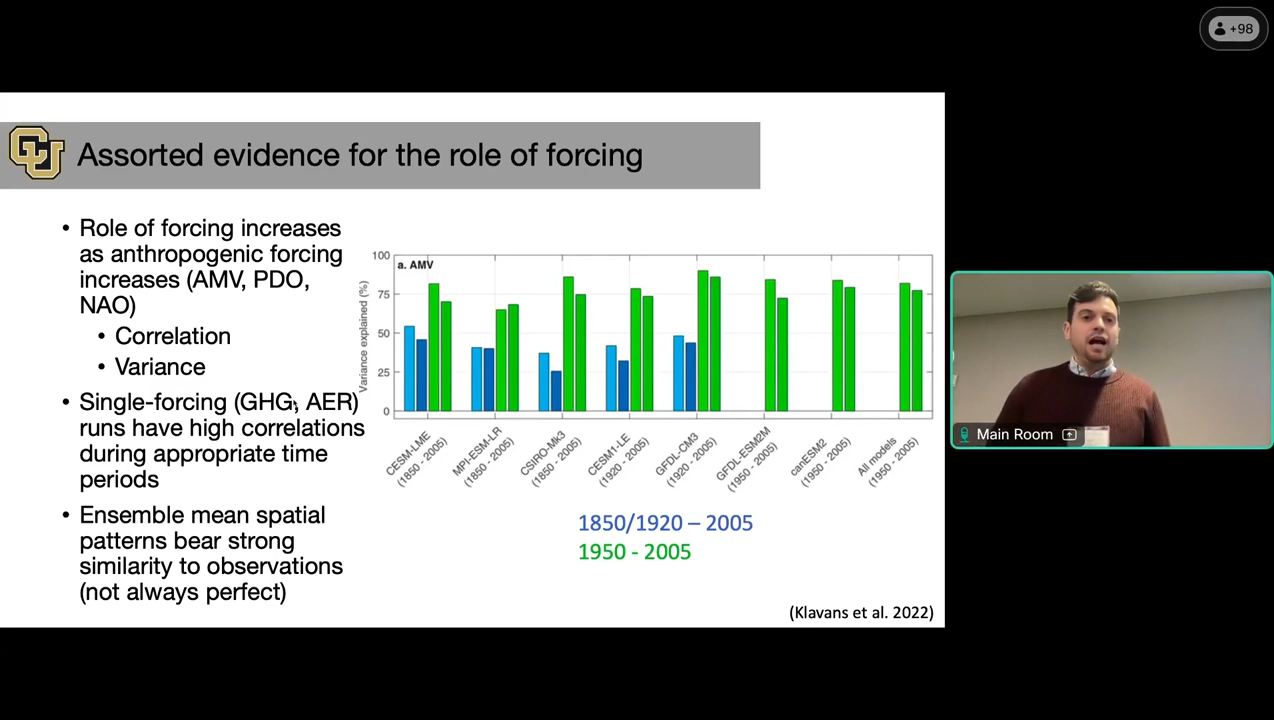 +98
CU
Assorted evidence for the role of forcing
• Role of forcing increases
as anthropogenic forcing
increases (AMV, PDO,
NAO)
• Correlation
• Variance
• Single-forcing (GHG, AER)
runs have high correlations
during appropriate time
periods
• Ensemble mean spatial
patterns bear strong
similarity to observations
(not always perfect)
a. AMV
Variance explained (%)
100
75
50
25
0
CESM-LME
(1850 - 2005)
MPI-ESM-LR
(1850 - 2005)
CSIRO-Mk3
(1850 - 2005)
CESM1-LE
(1920 - 2005)
GFDL-CM3
(1920 - 2005)
GFDL-ESM2M
(1950 - 2005)
canESM2
(1950 - 2005)
All models
(1950 - 2005)
1850/1920 – 2005
1950 - 2005
(Klavans et al. 2022)
Main Room